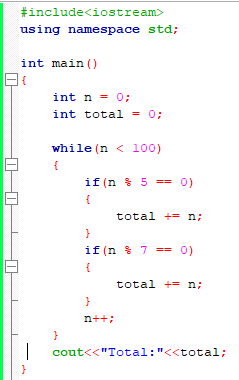 #include<iostream>
using namespace std;
int main()
{
int n = 0;
int total = 0;
while(n < 100)
{
if(n % 5 == 0)
{
total += n;
}
if(n % 7 == 0)
{
total += n;
}
n++;
}
cout<<"Total:"<<total;
}